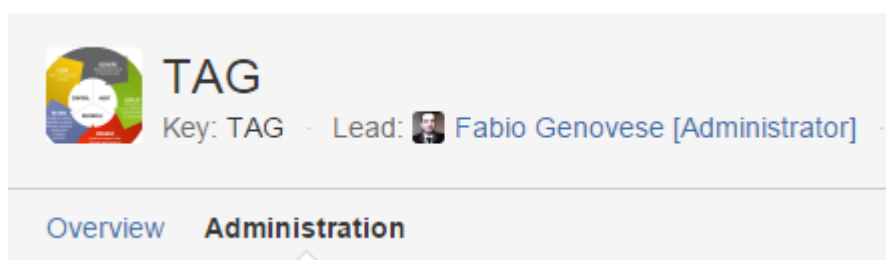 TAG
Key: TAG · Lead: Fabio Genovese [Administrator] ·
Overview Administration